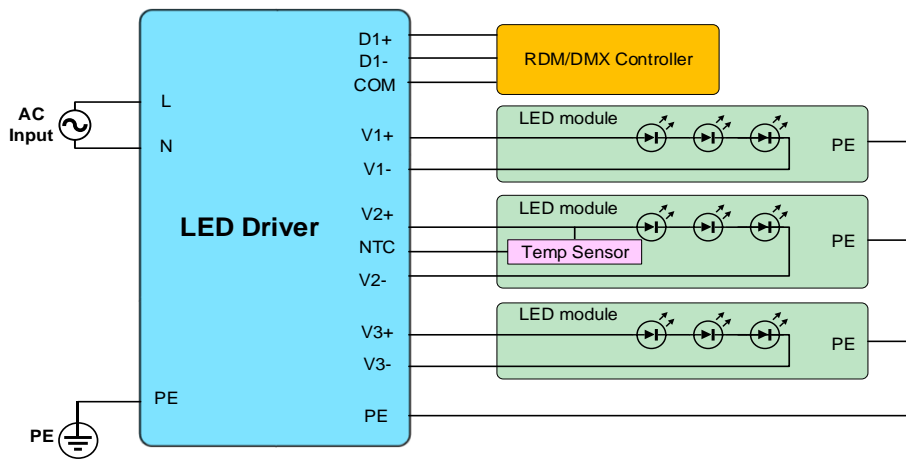 D1+
D1-
COM
RDM/DMX Controller
AC
Input
L
N
V1+
V1-
LED module
PE
LED Driver
V2+
NTC
V2-
LED module
Temp Sensor
PE
V3+
V3-
LED module
PE
PE
PE
PE